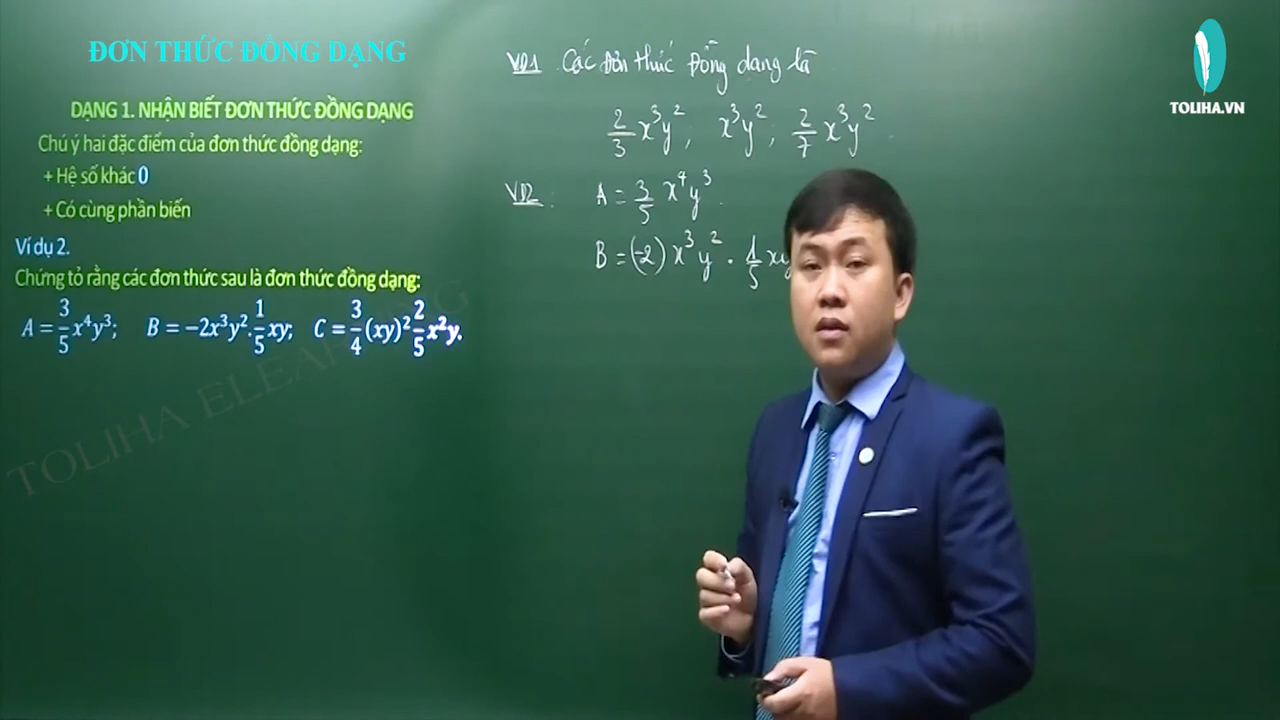 ĐƠN THỨC ĐỒNG DẠNG
DẠNG 1. NHẬN BIẾT ĐƠN THỨC ĐỒNG DẠNG
Chú ý hai đặc điểm của đơn thức đồng dạng:
+ Hệ số khác 0
+ Có cùng phần biến
Ví dụ 2.
Chứng tỏ rằng các đơn thức sau là đơn thức đồng dạng:
A = 3/5 x⁴y³; B = −2x³y². 1/5 xy; C = 3/4 (xy)² 2/5 x²y.
TOLIHA ELEARNING
VD1 Các đơn thức đồng dạng là
2/3 x³y², x³y²; 2/7 x³y²
VD2: A = 3/5 x⁴y³.
B = (-2) x³y² · 1/5 xy
TOLIHA.VN